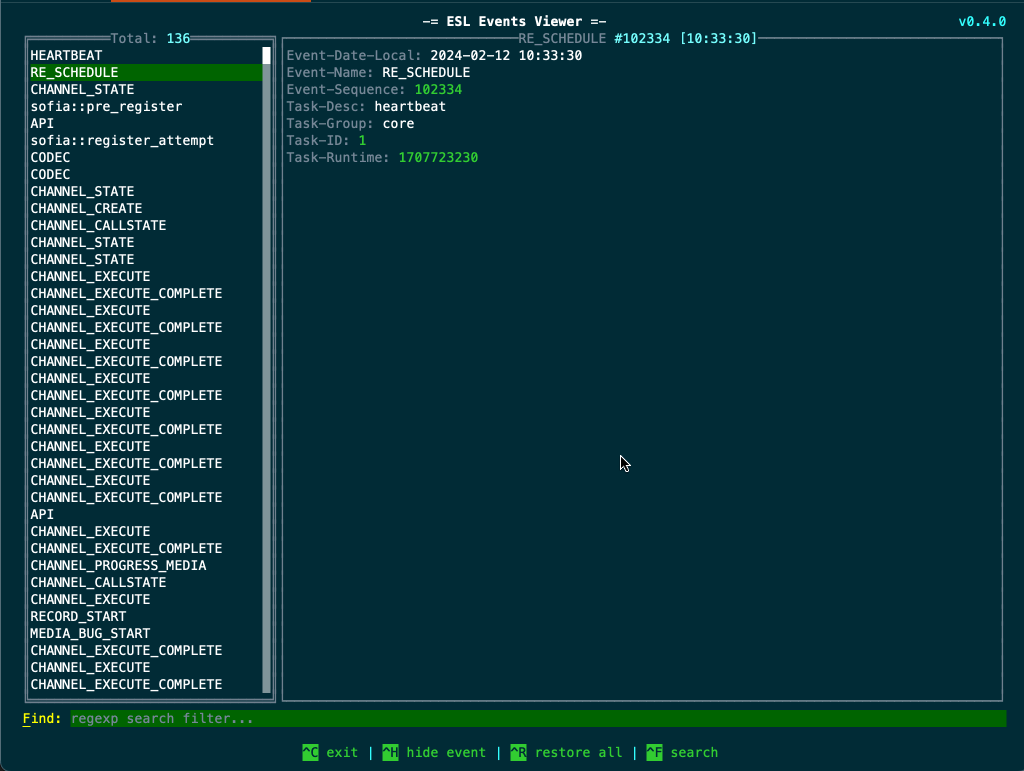 -= ESL Events Viewer =-
v0.4.0
Total: 136
HEARTBEAT
RE_SCHEDULE
CHANNEL_STATE
sofia::pre_register
API
sofia::register_attempt
CODEC
CODEC
CHANNEL_STATE
CHANNEL_CREATE
CHANNEL_CALLSTATE
CHANNEL_STATE
CHANNEL_STATE
CHANNEL_EXECUTE
CHANNEL_EXECUTE_COMPLETE
CHANNEL_EXECUTE
CHANNEL_EXECUTE_COMPLETE
CHANNEL_EXECUTE
CHANNEL_EXECUTE_COMPLETE
CHANNEL_EXECUTE
CHANNEL_EXECUTE_COMPLETE
CHANNEL_EXECUTE
CHANNEL_EXECUTE_COMPLETE
CHANNEL_EXECUTE
CHANNEL_EXECUTE_COMPLETE
CHANNEL_EXECUTE
CHANNEL_EXECUTE_COMPLETE
API
CHANNEL_EXECUTE
CHANNEL_EXECUTE_COMPLETE
CHANNEL_PROGRESS_MEDIA
CHANNEL_CALLSTATE
CHANNEL_EXECUTE
RECORD_START
MEDIA_BUG_START
CHANNEL_EXECUTE_COMPLETE
CHANNEL_EXECUTE
CHANNEL_EXECUTE_COMPLETE
RE_SCHEDULE #102334 [10:33:30]
Event-Date-Local: 2024-02-12 10:33:30
Event-Name: RE_SCHEDULE
Event-Sequence: 102334
Task-Desc: heartbeat
Task-Group: core
Task-ID: 1
Task-Runtime: 1707723230
Find: regexp search filter...
^C exit | ^H hide event | ^R restore all | ^F search